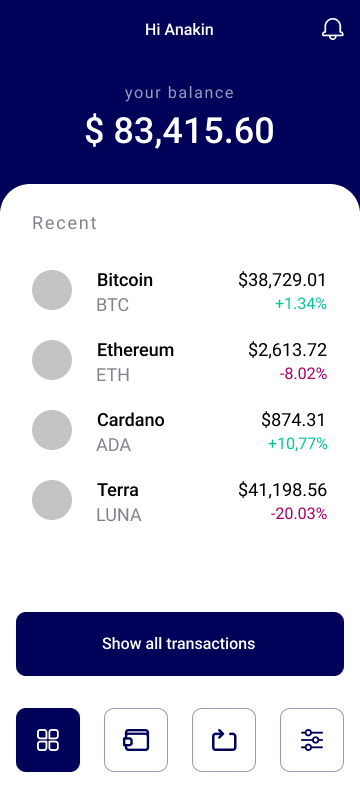 Hi Anakin
your balance
$ 83,415.60
Recent
Bitcoin $38,729.01
BTC +1.34%
Ethereum $2,613.72
ETH -8.02%
Cardano $874.31
ADA +10,77%
Terra $41,198.56
LUNA -20.03%
Show all transactions